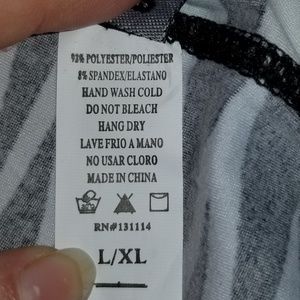 92% POLYESTER/POLIESTER
8% SPANDEX/ELASTANO
HAND WASH COLD
DO NOT BLEACH
HANG DRY
LAVE FRIO A MANO
NO USAR CLORO
MADE IN CHINA
RN#131114
L/XL